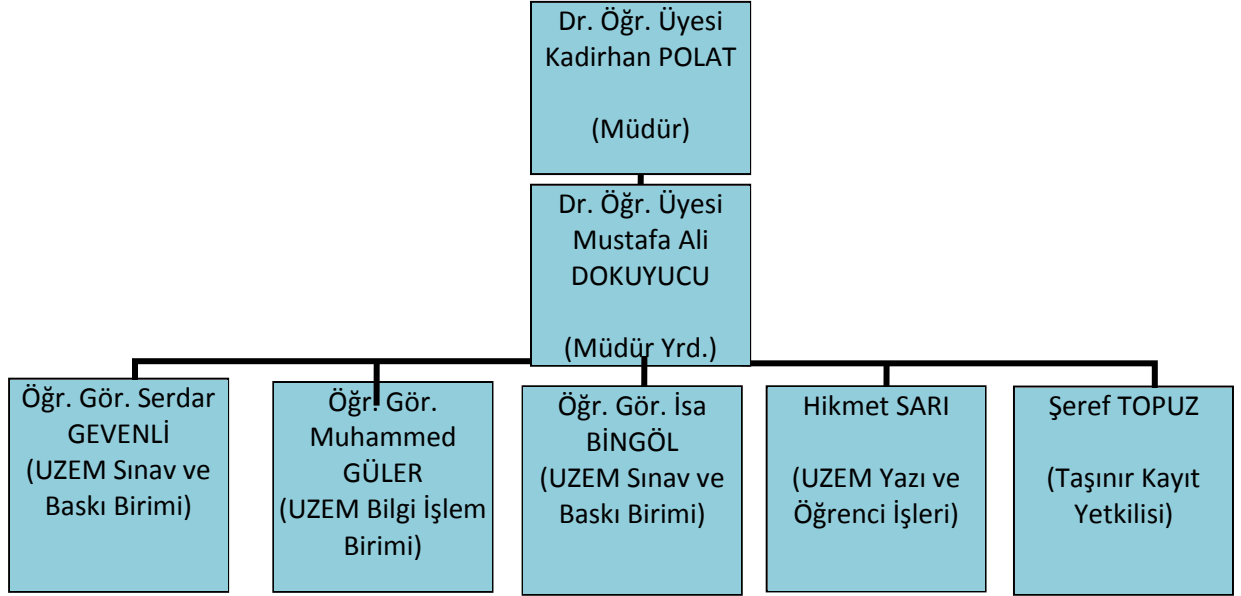 Dr. Öğr. Üyesi
Kadirhan POLAT
(Müdür)
Dr. Öğr. Üyesi
Mustafa Ali
DOKUYUCU
(Müdür Yrd.)
Öğr. Gör. Serdar
GEVENLİ
(UZEM Sınav ve
Baskı Birimi)
Öğr. Gör.
Muhammed
GÜLER
(UZEM Bilgi İşlem
Birimi)
Öğr. Gör. İsa
BİNGÖL
(UZEM Sınav ve
Baskı Birimi)
Hikmet SARI
(UZEM Yazı ve
Öğrenci İşleri)
Şeref TOPUZ
(Taşınır Kayıt
Yetkilisi)